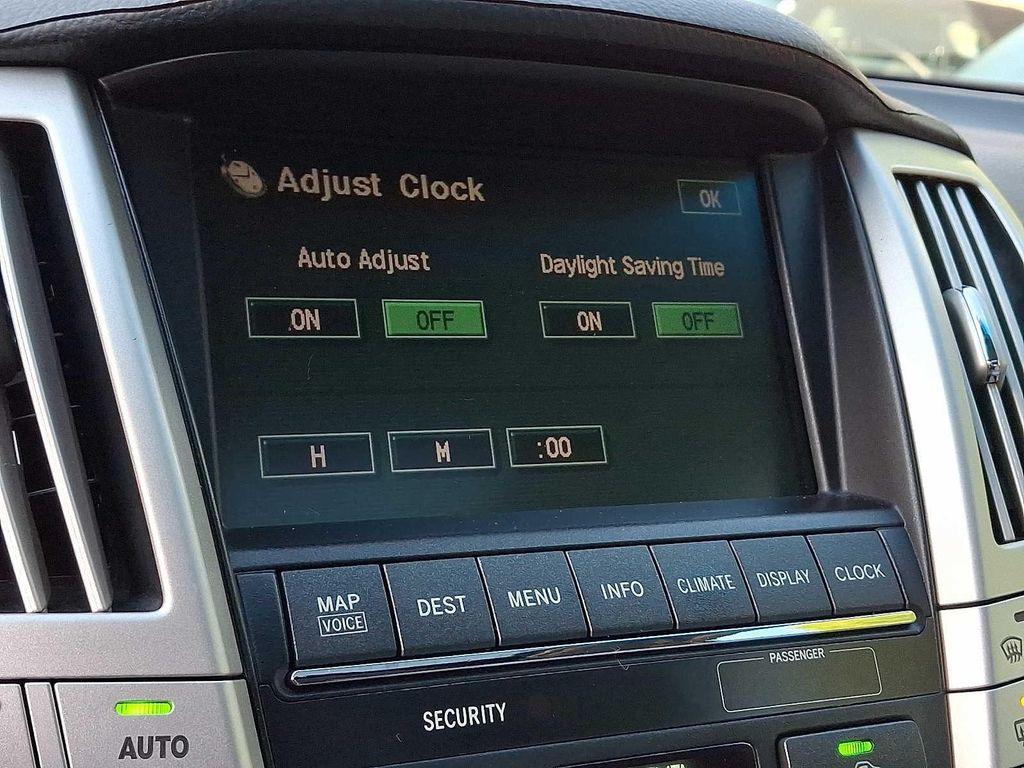 Adjust Clock
OK
Auto Adjust
Daylight Saving Time
ON OFF ON OFF
H M :00
MAP VOICE DEST MENU INFO CLIMATE DISPLAY CLOCK
PASSENGER
SECURITY
AUTO